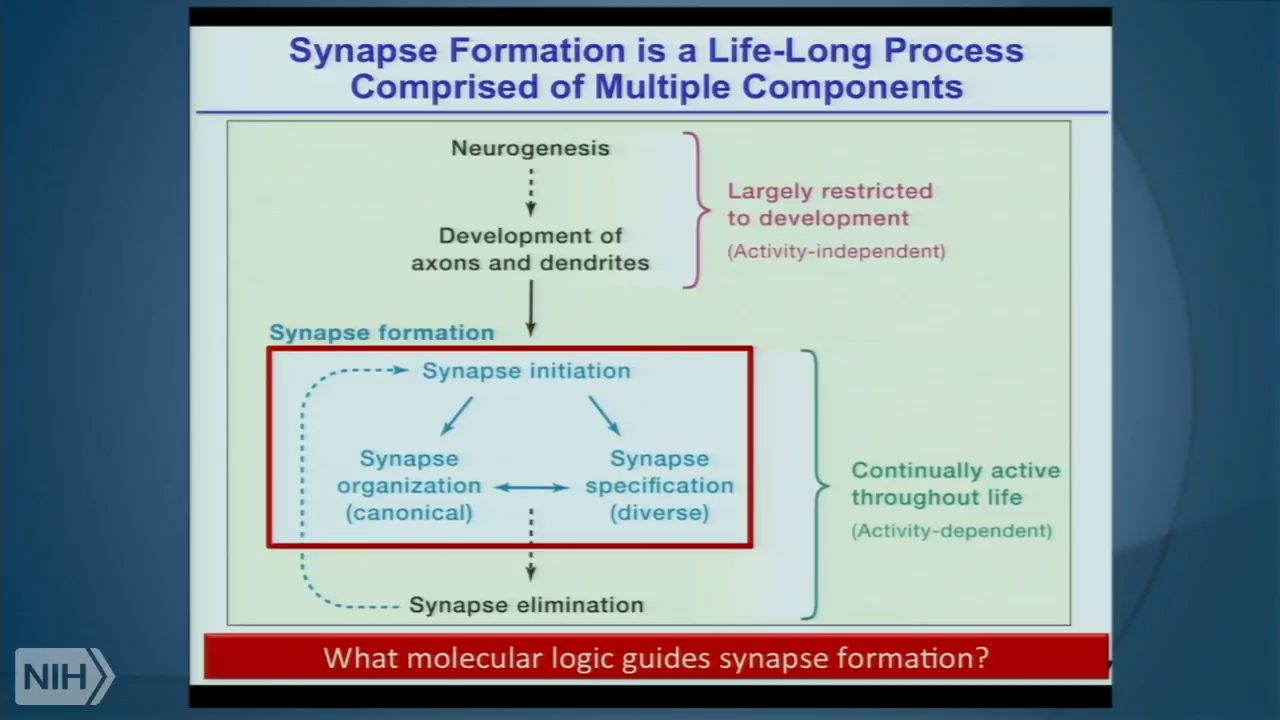 Synapse Formation is a Life-Long Process
Comprised of Multiple Components
Neurogenesis
Largely restricted
to development
(Activity-independent)
Development of
axons and dendrites
Synapse formation
Synapse initiation
Synapse
organization
(canonical)
Synapse
specification
(diverse)
Continually active
throughout life
(Activity-dependent)
Synapse elimination
What molecular logic guides synapse formation?
NIH